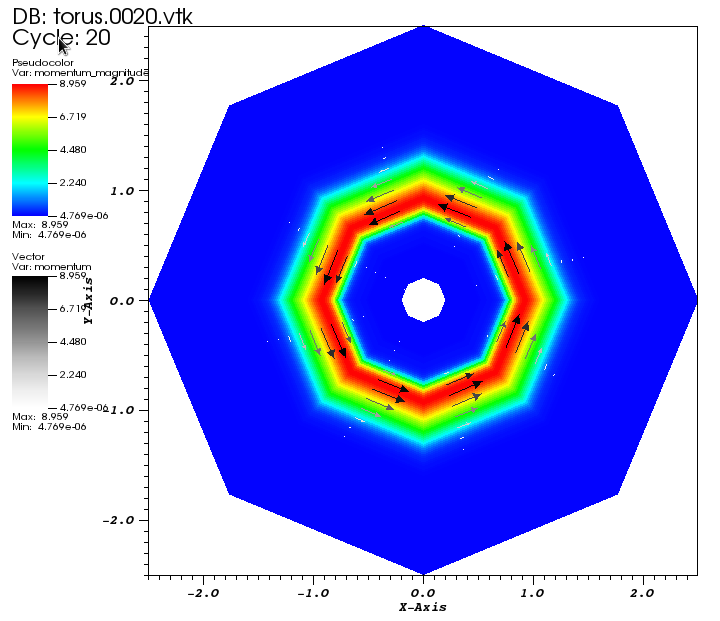 DB: torus.0020.vtk
Cycle: 20
Pseudocolor
Var: momentum_magnitude
8.959
6.719
4.480
2.240
4.769e-06
Max: 8.959
Min: 4.769e-06
Vector
Var: momentum
8.959
6.719
4.480
2.240
4.769e-06
Max: 8.959
Min: 4.769e-06
Y-Axis
2.0
1.0
0.0
-1.0
-2.0
-2.0 -1.0 0.0 1.0 2.0
X-Axis